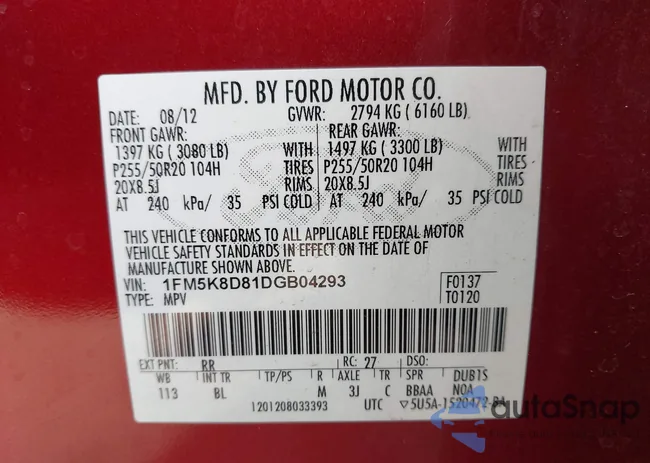 MFD. BY FORD MOTOR CO.
DATE: 08/12 GVWR: 2794 KG ( 6160 LB)
FRONT GAWR: REAR GAWR:
1397 KG ( 3080 LB) WITH 1497 KG ( 3300 LB) WITH
P255/50R20 104H TIRES P255/50R20 104H TIRES
20X8.5J RIMS 20X8.5J RIMS
AT 240 kPa/ 35 PSI COLD AT 240 kPa/ 35 PSI COLD
THIS VEHICLE CONFORMS TO ALL APPLICABLE FEDERAL MOTOR
VEHICLE SAFETY STANDARDS IN EFFECT ON THE DATE OF
MANUFACTURE SHOWN ABOVE.
VIN: 1FM5K8D81DGB04293 F0137
TYPE: MPV T0120
EXT PNT: RR RC: 27 DSO:
WB INT TR TP/PS R AXLE TR SPR DUB1S
113 BL M 3J C BBAA N0A
1201208033393 UTC ▽5U5A-1520472-BA
Ford
autoSnap